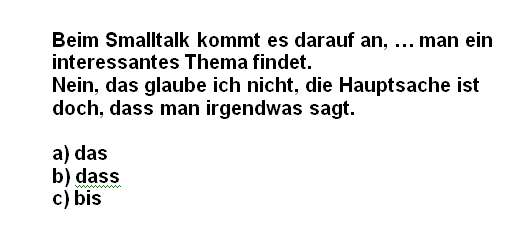 Beim Smalltalk kommt es darauf an, … man ein
interessantes Thema findet.
Nein, das glaube ich nicht, die Hauptsache ist
doch, dass man irgendwas sagt.
a) das
b) dass
c) bis